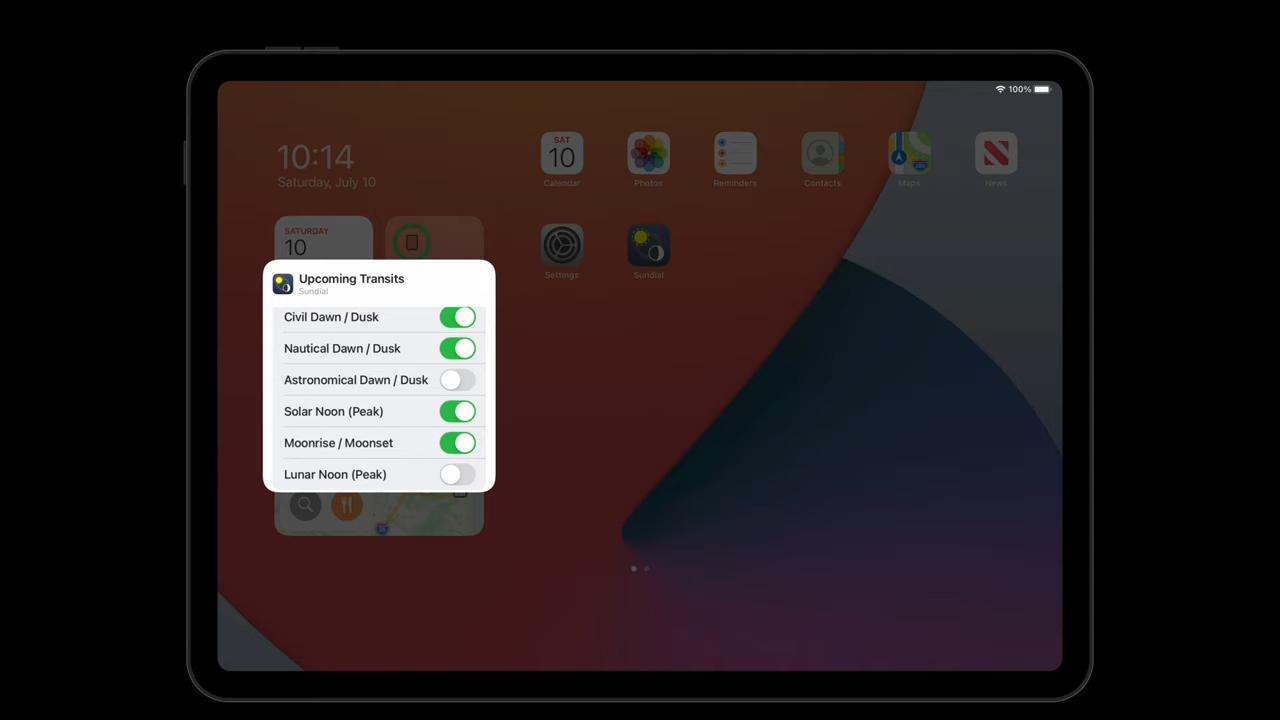 100%
10:14
Saturday, July 10
SAT
10
Calendar
Photos
Reminders
Contacts
Maps
News
SATURDAY
10
Settings
Sundial
Upcoming Transits
Sundial
Civil Dawn / Dusk
Nautical Dawn / Dusk
Astronomical Dawn / Dusk
Solar Noon (Peak)
Moonrise / Moonset
Lunar Noon (Peak)